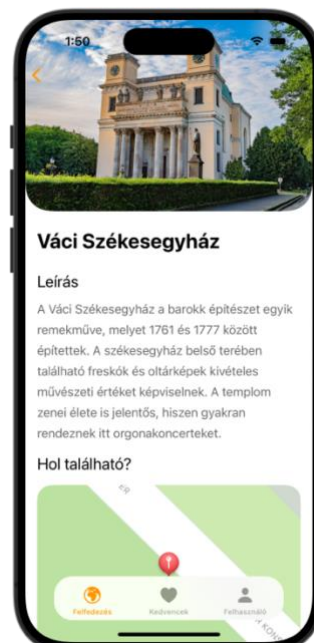 1:50
Váci Székesegyház
Leírás
A Váci Székesegyház a barokk építészet egyik
remekműve, melyet 1761 és 1777 között
építettek. A székesegyház belső terében
található freskók és oltárképek kivételes
művészeti értéket képviselnek. A templom
zenei élete is jelentős, hiszen gyakran
rendeznek itt orgonakoncerteket.
Hol található?
ER
KON
Felfedezés
Kedvencek
Felhasználó